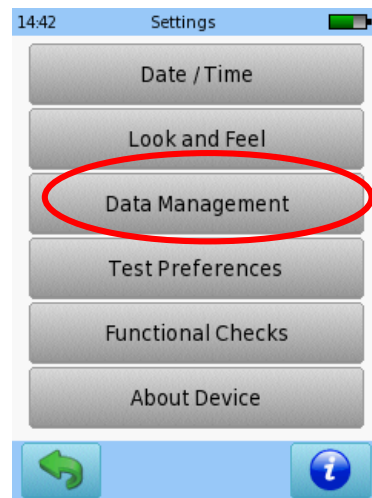 14:42 Settings
Date / Time
Look and Feel
Data Management
Test Preferences
Functional Checks
About Device
i